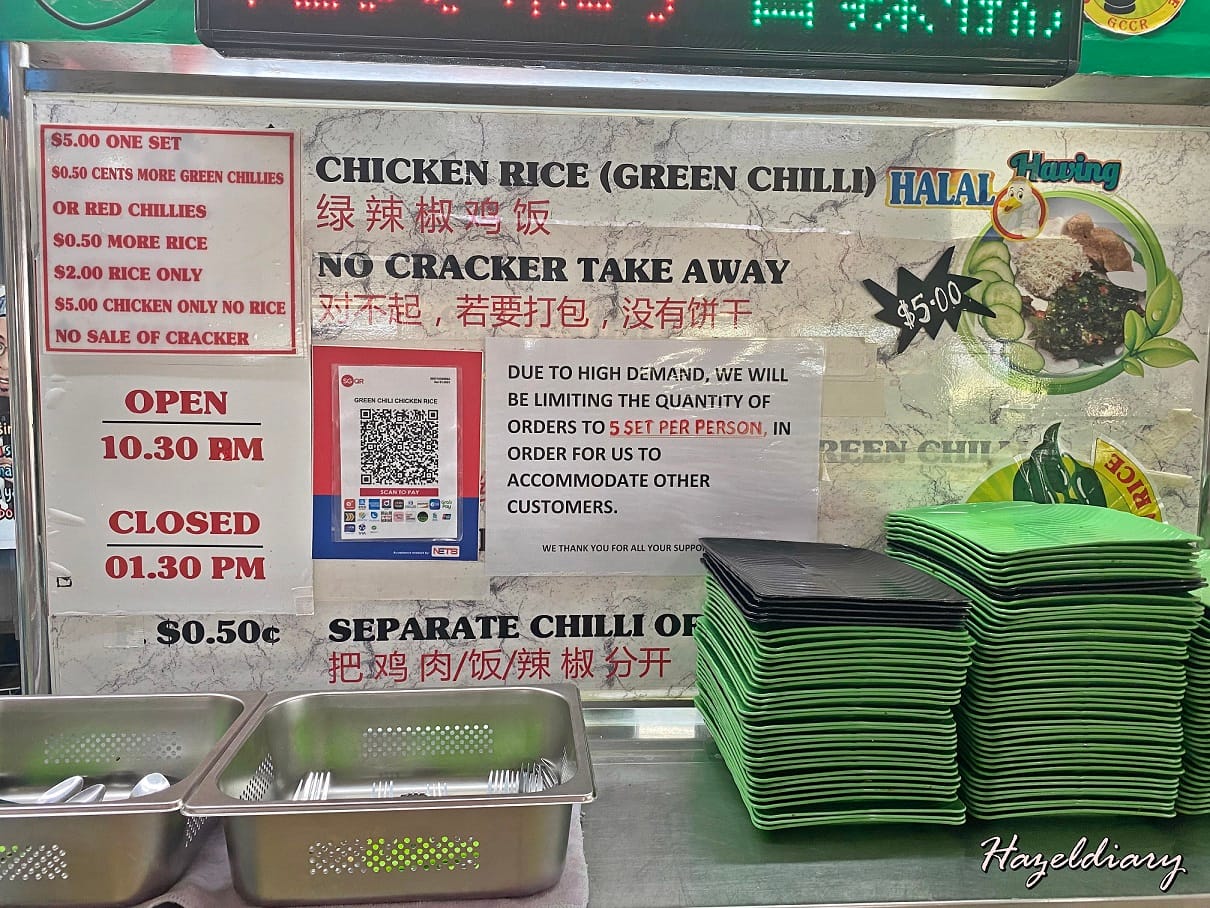 GCCR
$5.00 ONE SET
$0.50 CENTS MORE GREEN CHILLIES
OR RED CHILLIES
$0.50 MORE RICE
$2.00 RICE ONLY
$5.00 CHICKEN ONLY NO RICE
NO SALE OF CRACKER
CHICKEN RICE (GREEN CHILLI)
绿辣椒鸡饭
NO CRACKER TAKE AWAY
对不起，若要打包，没有饼干
HALAL
Having
$5.00
OPEN
10.30 PM
CLOSED
01.30 PM
SGQR
GREEN CHILI CHICKEN RICE
SCAN TO PAY
NETS
DUE TO HIGH DEMAND, WE WILL
BE LIMITING THE QUANTITY OF
ORDERS TO 5 SET PER PERSON, IN
ORDER FOR US TO
ACCOMMODATE OTHER
CUSTOMERS.
WE THANK YOU FOR ALL YOUR
RICE
$0.50¢
SEPARATE CHILLI
把鸡肉/饭/辣椒分开
Hazeldiary